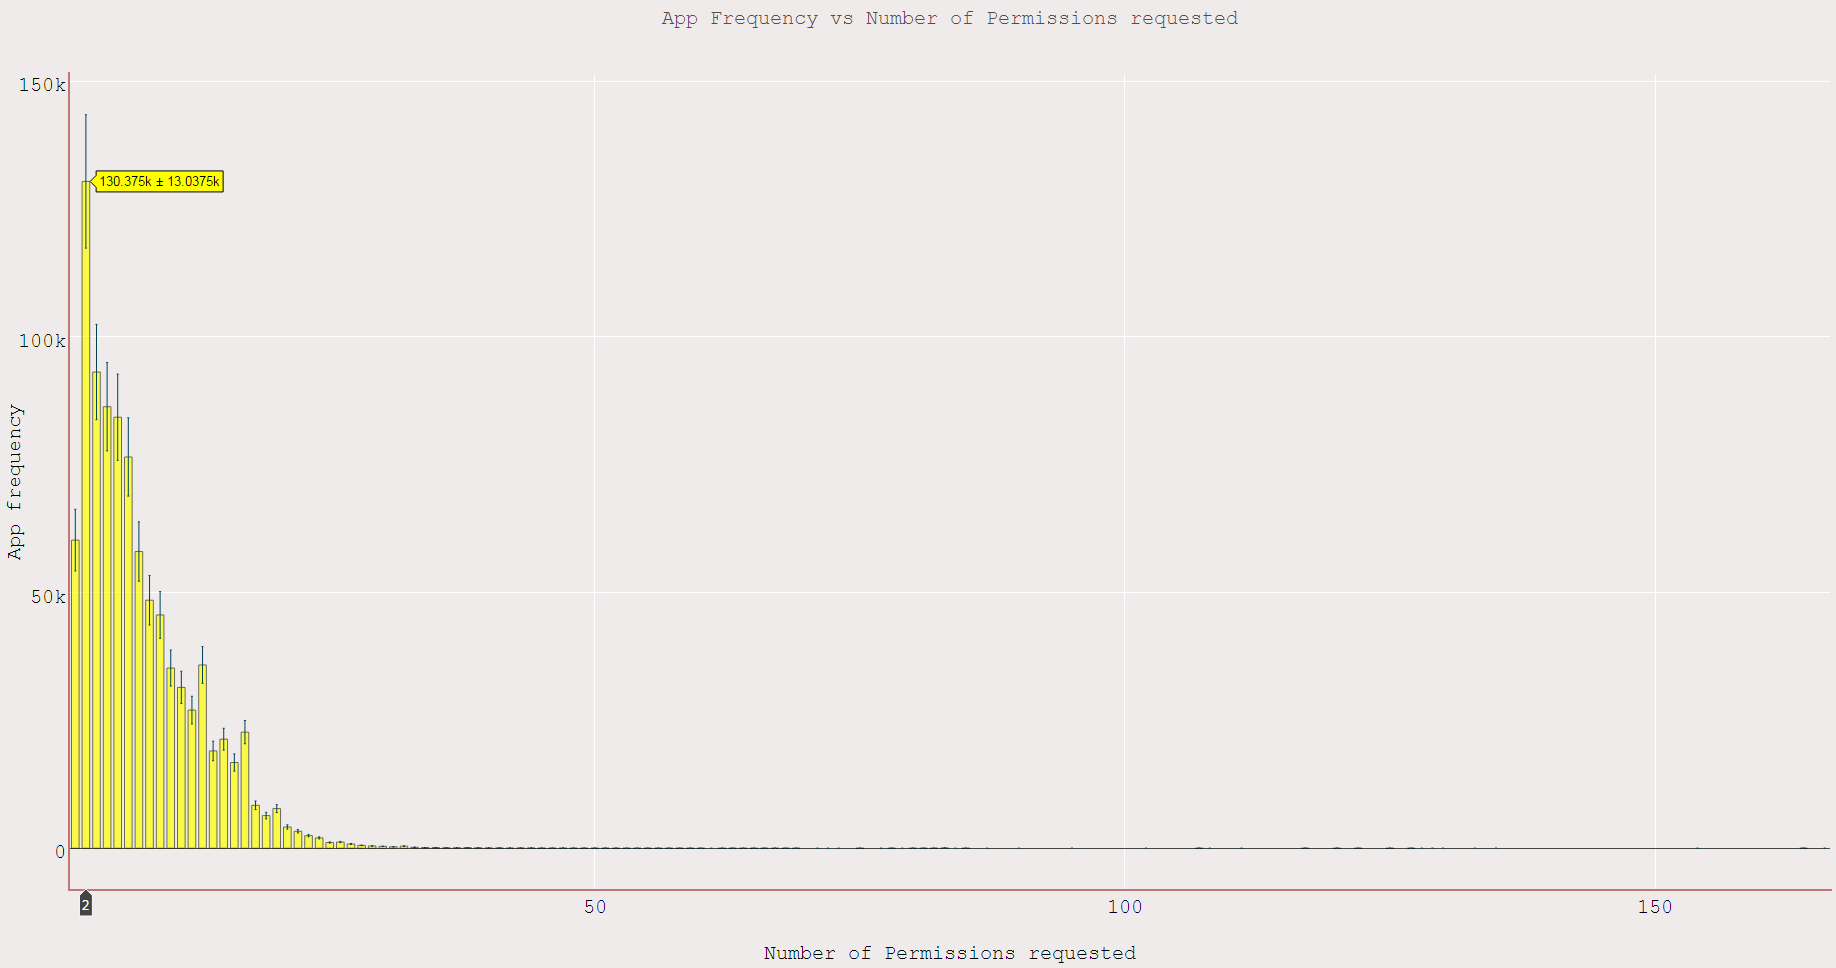 App Frequency vs Number of Permissions requested
150k
130.375k ± 13.0375k
100k
App frequency
50k
0
2
50
100
150
Number of Permissions requested